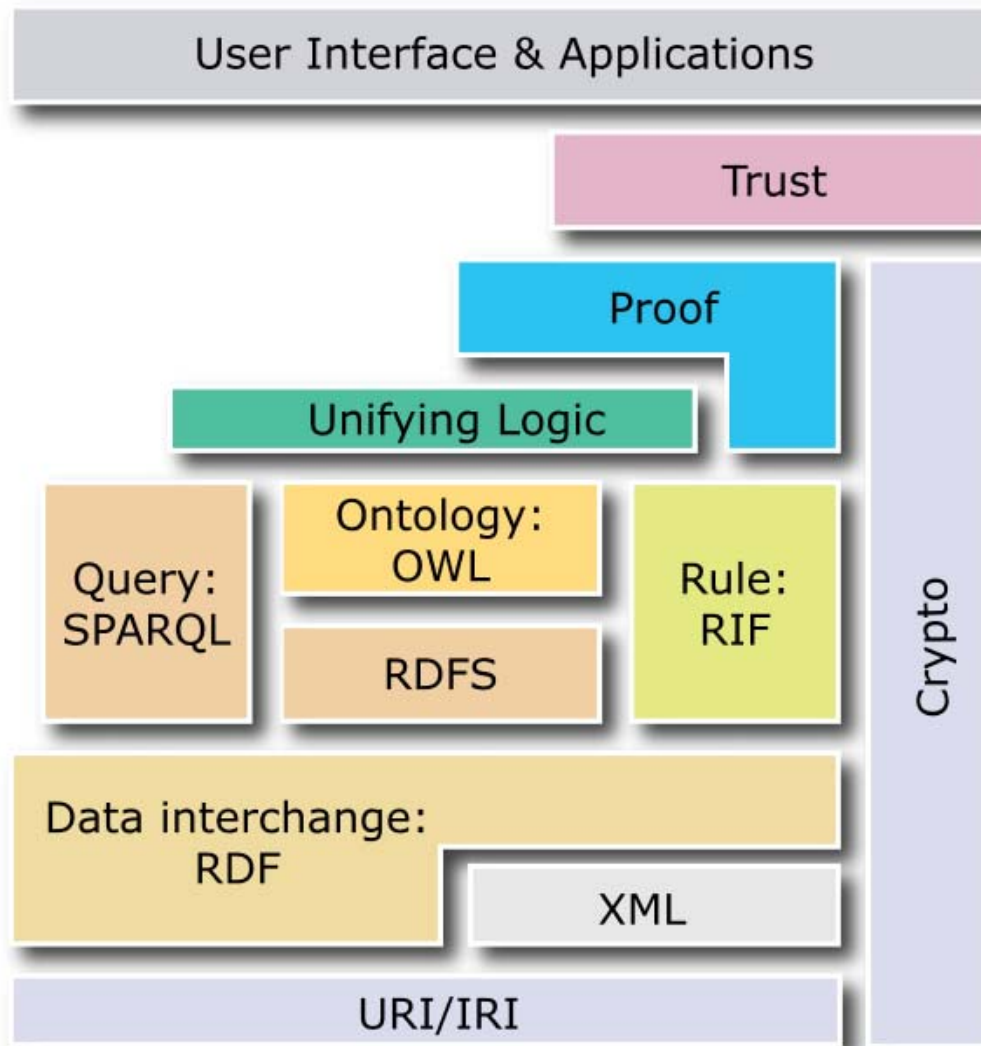 User Interface & Applications
Trust
Proof
Unifying Logic
Query:
SPARQL
Ontology:
OWL
RDFS
Rule:
RIF
Crypto
Data interchange:
RDF
XML
URI/IRI